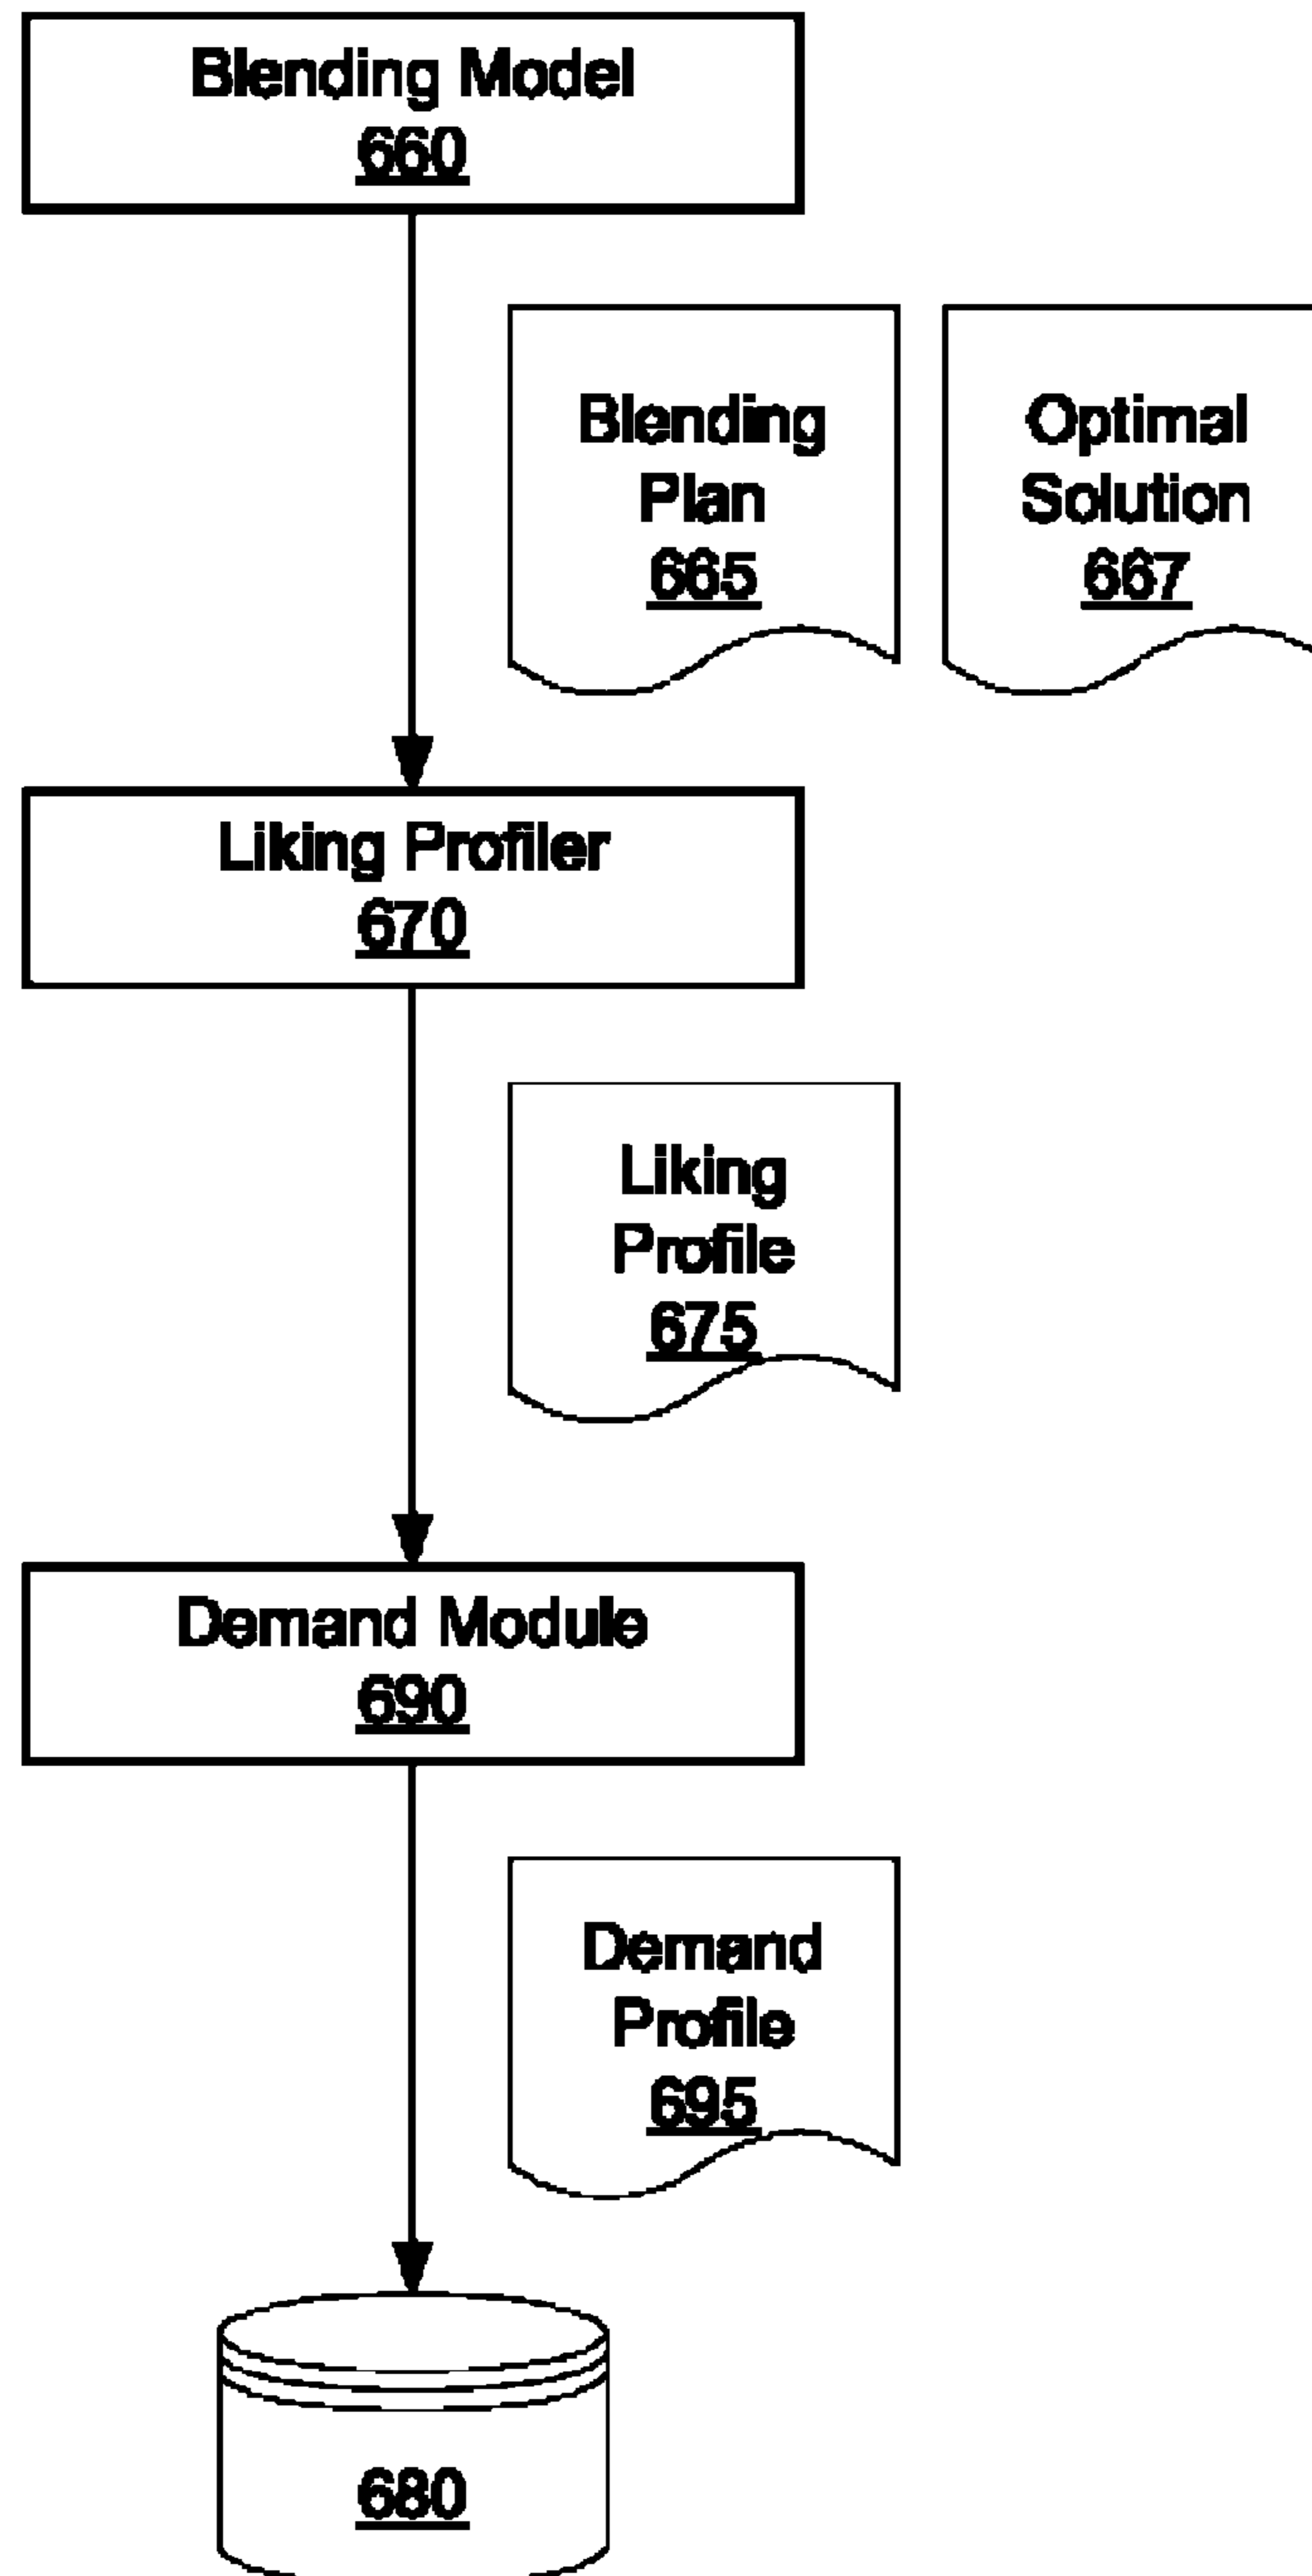 Blending Model
660
Blending
Plan
665
Optimal
Solution
667
Liking Profiler
670
Liking
Profile
675
Demand Module
690
Demand
Profile
695
680